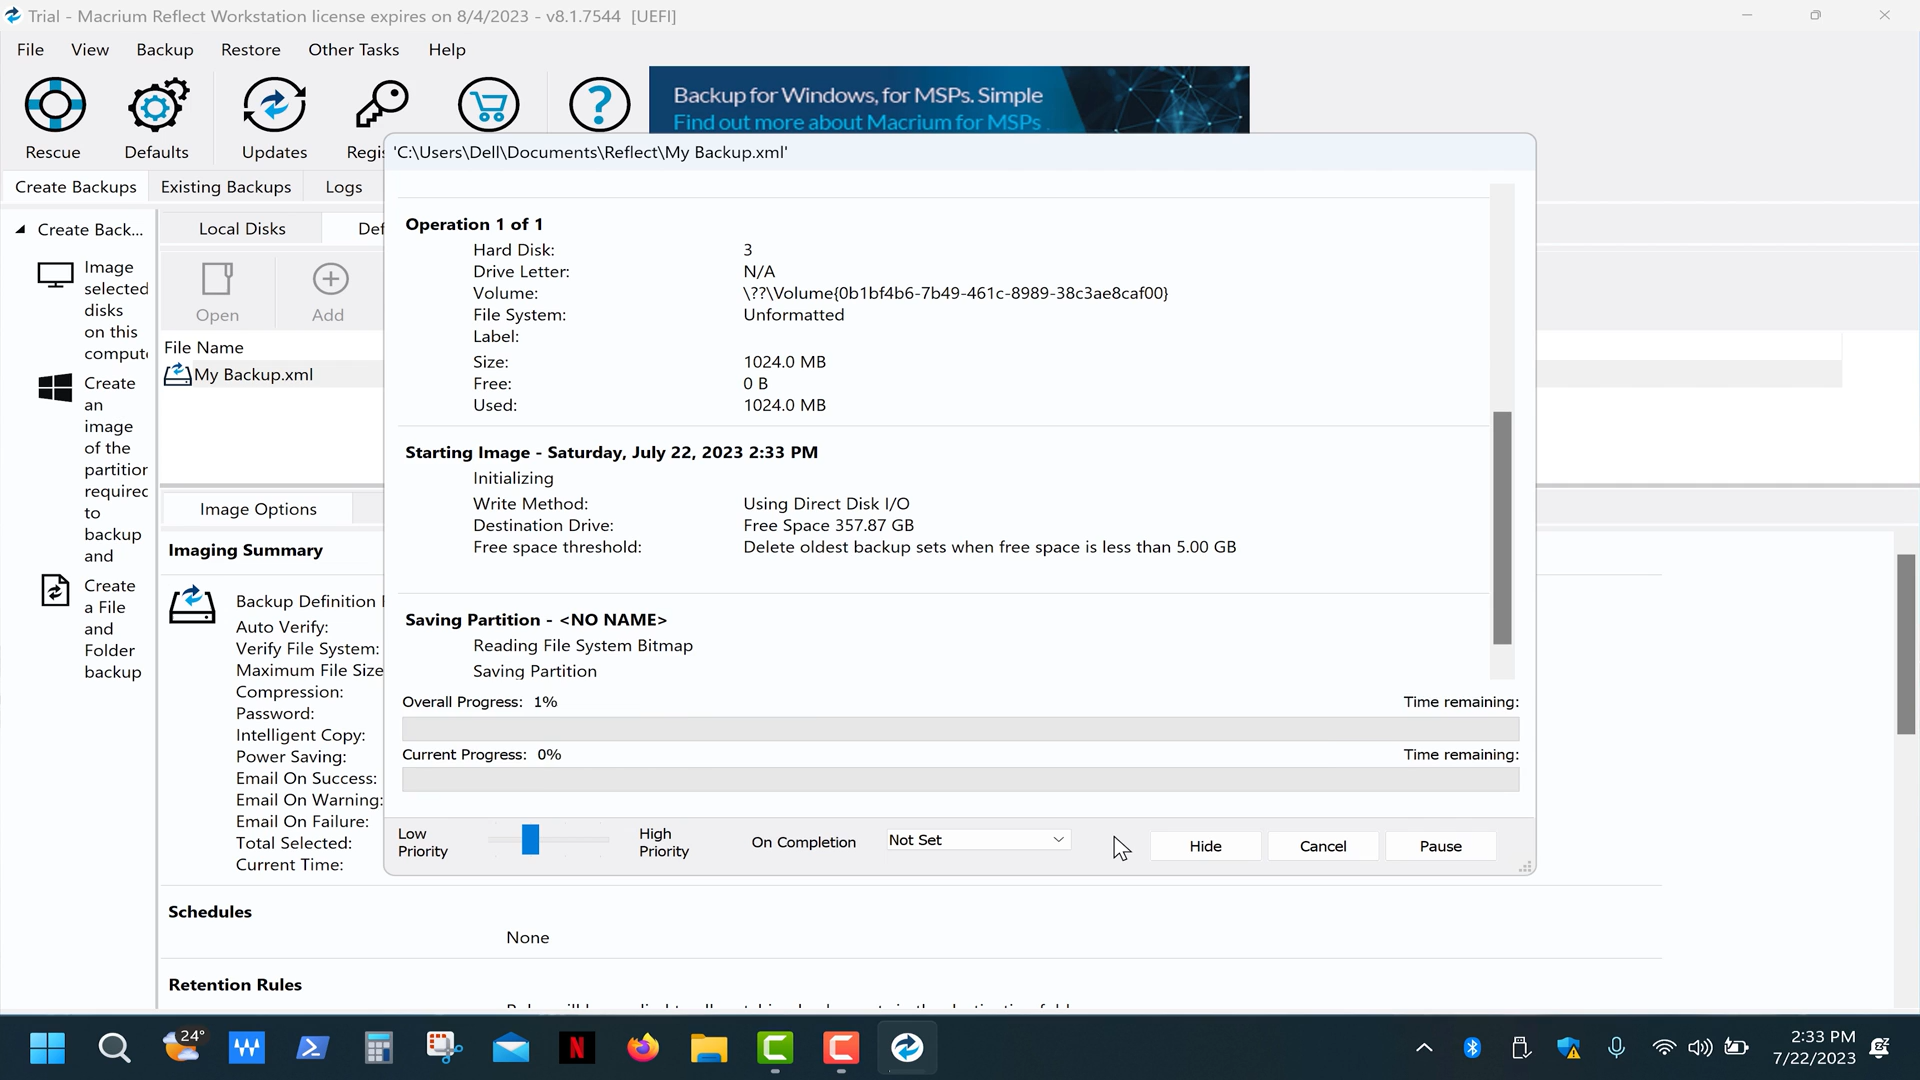 Trial - Macrium Reflect Workstation license expires on 8/4/2023 - v8.1.7544 [UEFI]
File View Backup Restore Other Tasks Help
Rescue
Defaults
Updates
Regis
Backup for Windows, for MSPs. Simple
Find out more about Macrium for MSPs
Create Backups
Existing Backups
Logs
Create Back...
Image
selected
disks
on this
Create
an
image
of the
to
backup
and
Create
a File
and
Folder
backup
Local Disks
Open
Add
File Name
My Backup.xml
Image Options
Imaging Summary
Backup Definition
Auto Verify:
Verify File System:
Maximum File Size
Compression:
Password:
Intelligent Copy:
Power Saving:
Email On Success:
Email On Warning:
Email On Failure:
Total Selected:
Current Time:
Schedules
None
Retention Rules
'C:\Users\Dell\Documents\Reflect\My Backup.xml'
Operation 1 of 1
Hard Disk: 3
Drive Letter: N/A
Volume: \??\Volume{0b1bf4b6-7b49-461c-8989-38c3ae8caf00}
File System: Unformatted
Label:
Size: 1024.0 MB
Free: 0 B
Used: 1024.0 MB
Starting Image - Saturday, July 22, 2023 2:33 PM
Initializing
Write Method: Using Direct Disk I/O
Destination Drive: Free Space 357.87 GB
Free space threshold: Delete oldest backup sets when free space is less than 5.00 GB
Saving Partition - <NO NAME>
Reading File System Bitmap
Saving Partition
Overall Progress: 1% Time remaining:
Current Progress: 0% Time remaining:
Low
Priority
High
Priority
On Completion
Not Set
Hide
Cancel
Pause
24°
2:33 PM
7/22/2023